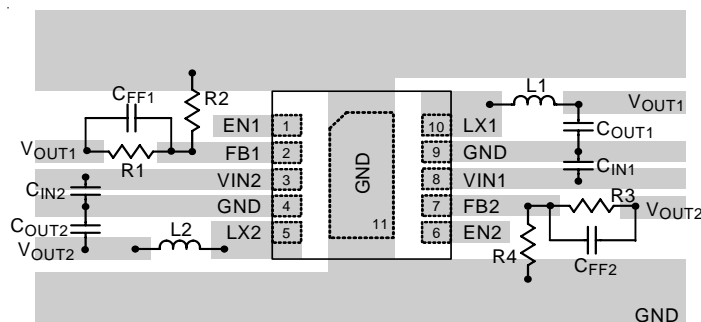 L1
CFF1
R2
VOUT1
EN1
1
10
LX1
COUT1
VOUT1
FB1
2
9
GND
R1
CIN1
CIN2
VIN2
3
GND
8
VIN1
GND
4
7
FB2
R3
VOUT2
COUT2
LX2
5
11
6
EN2
L2
VOUT2
R4
CFF2
GND